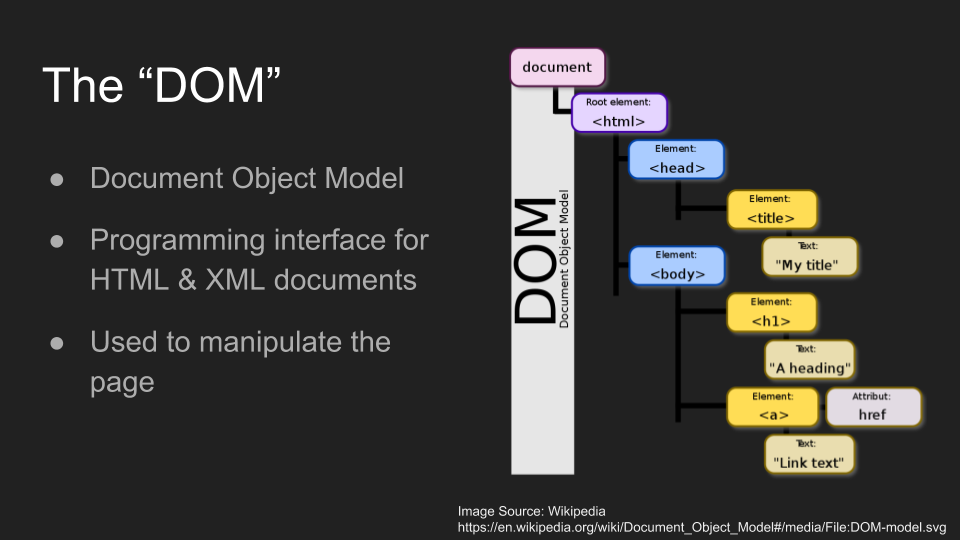 The “DOM”
● Document Object Model
● Programming interface for
HTML & XML documents
● Used to manipulate the
page
document
Root element:
<html>
Element:
<head>
Element:
<title>
Text:
"My title"
Element:
<body>
Element:
<h1>
Text:
"A heading"
Element:
<a>
Attribut:
href
Text:
"Link text"
DOM
Document Object Model
Image Source: Wikipedia
https://en.wikipedia.org/wiki/Document_Object_Model#/media/File:DOM-model.svg